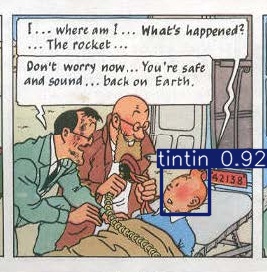 I... where am I... What's happened?
... The rocket...
Don't worry now... You're safe
and sound... back on Earth.
tintin 0.92
42138